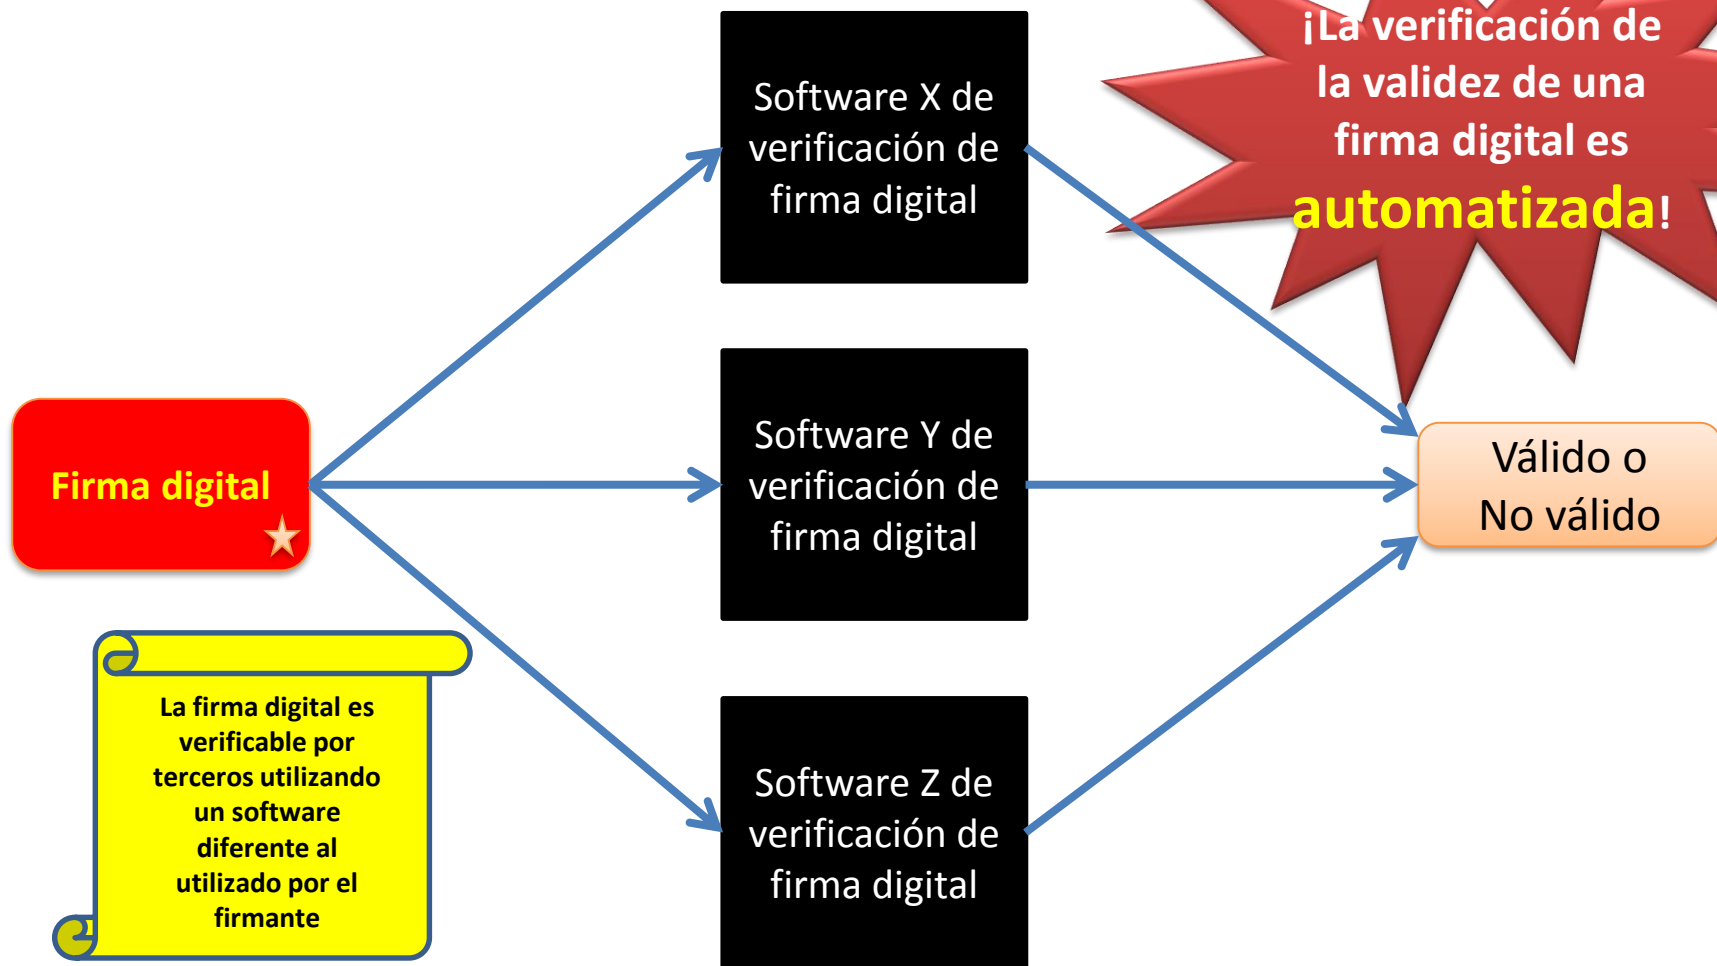 ¡La verificación de
la validez de una
firma digital es
automatizada!
Software X de
verificación de
firma digital
Software Y de
verificación de
firma digital
Firma digital
Válido o
No válido
La firma digital es
verificable por
terceros utilizando
un software
diferente al
utilizado por el
firmante
Software Z de
verificación de
firma digital